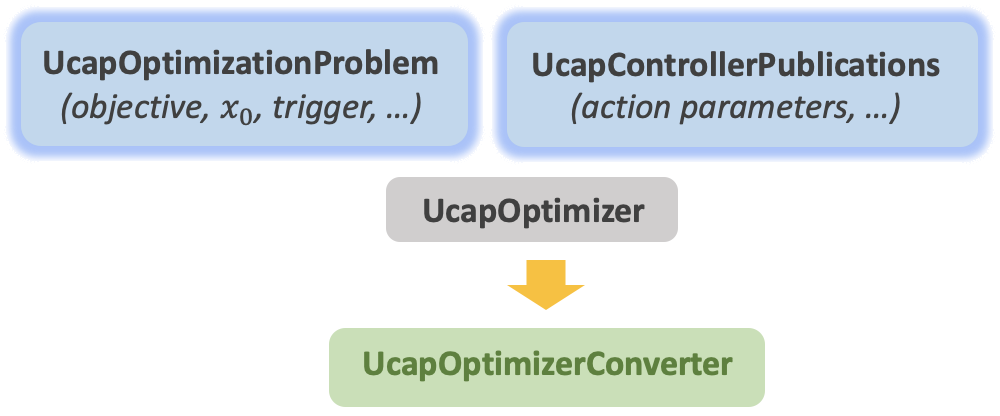 UcapOptimizationProblem
(objective, x₀, trigger, ...)
UcapControllerPublications
(action parameters, ...)
UcapOptimizer
UcapOptimizerConverter